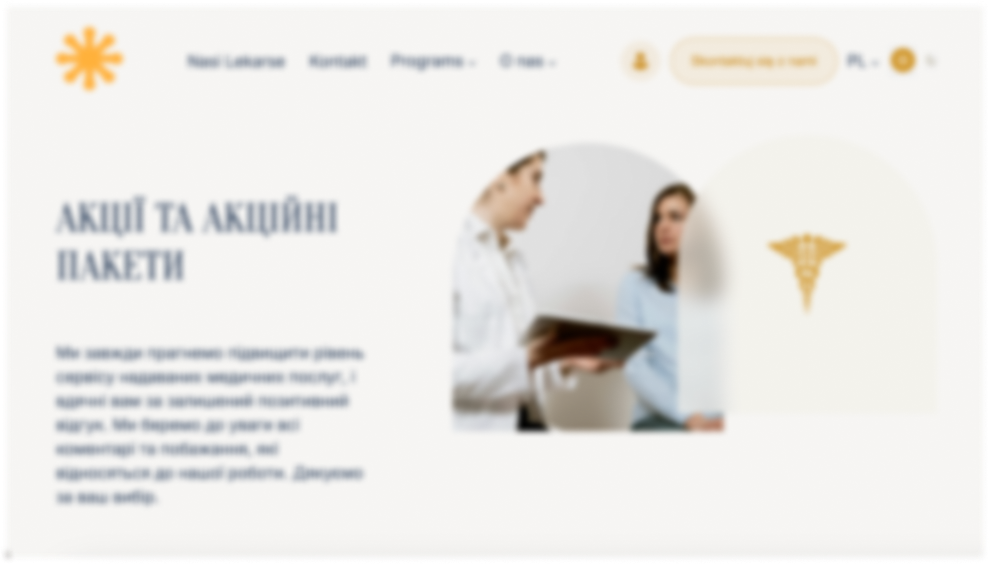 Nasi Lekarse Kontakt Programs O nas Skontaktuj się z nami PL
АКЦІЇ ТА АКЦІЙНІ
ПАКЕТИ
Ми завжди прагнемо підвищити рівень
сервісу надаваних медичних послуг, і
вдячні вам за залишений позитивний
відгук. Ми беремо до уваги всі
коментарі та побажання, які
відносяться до нашої роботи. Дякуємо
за ваш вибір.